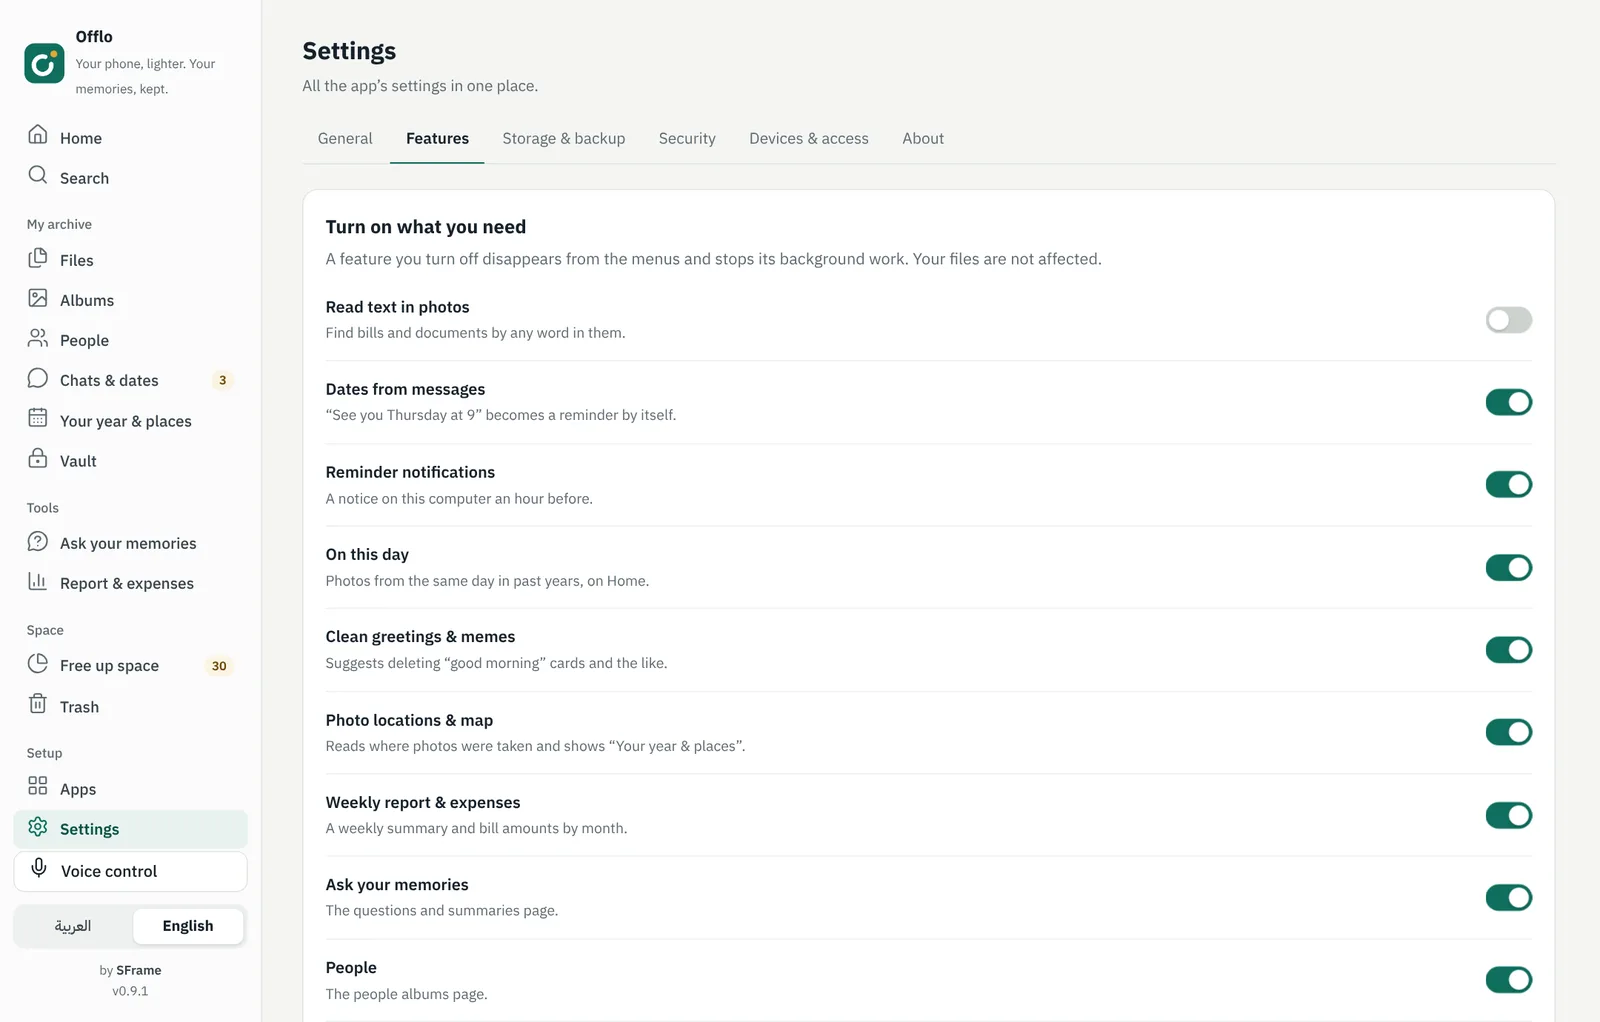 Offlo
Your phone, lighter. Your
memories, kept.
Home
Search
My archive
Files
Albums
People
Chats & dates
3
Your year & places
Vault
Tools
Ask your memories
Report & expenses
Space
Free up space
30
Trash
Setup
Apps
Settings
Voice control
العربية
English
by SFrame
v0.9.1
Settings
All the app’s settings in one place.
General
Features
Storage & backup
Security
Devices & access
About
Turn on what you need
A feature you turn off disappears from the menus and stops its background work. Your files are not affected.
Read text in photos
Find bills and documents by any word in them.
Dates from messages
“See you Thursday at 9” becomes a reminder by itself.
Reminder notifications
A notice on this computer an hour before.
On this day
Photos from the same day in past years, on Home.
Clean greetings & memes
Suggests deleting “good morning” cards and the like.
Photo locations & map
Reads where photos were taken and shows “Your year & places”.
Weekly report & expenses
A weekly summary and bill amounts by month.
Ask your memories
The questions and summaries page.
People
The people albums page.